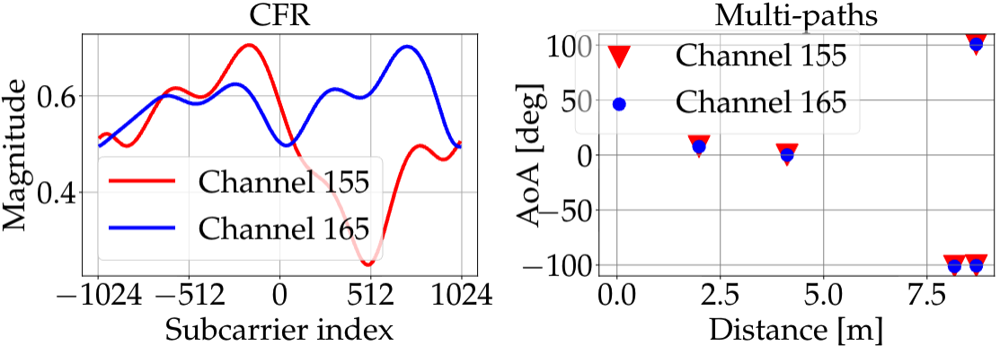 CFR
Magnitude
0.6
0.4
Channel 155
Channel 165
−1024
−512
0
512
1024
Subcarrier index
Multi-paths
AoA [deg]
100
50
0
−50
−100
Channel 155
Channel 165
0.0
2.5
5.0
7.5
Distance [m]